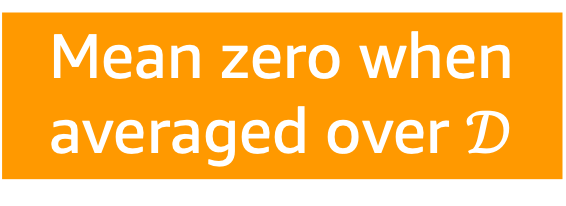 Mean zero when
averaged over 𝒟